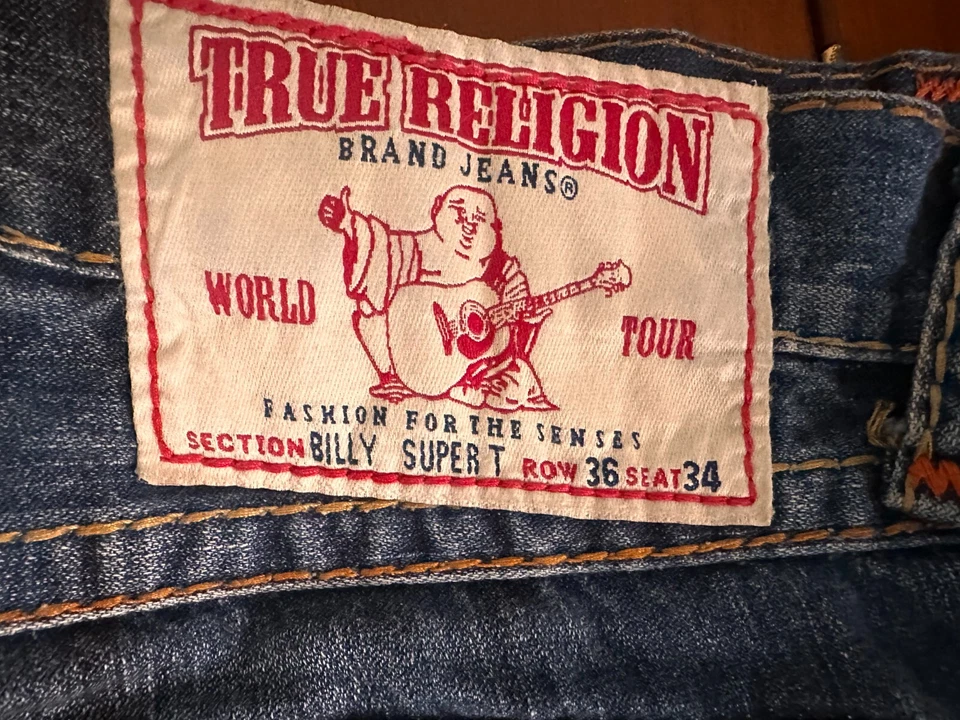 TRUE RELIGION
BRAND JEANS®
WORLD TOUR
FASHION FOR THE SENSES
SECTION BILLY SUPER T ROW 36 SEAT 34